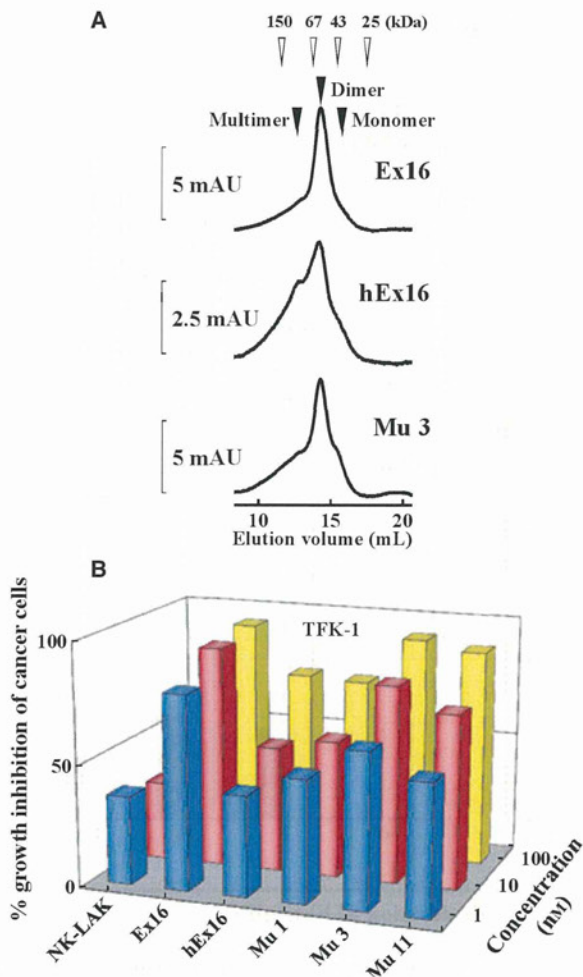 A
150 67 43 25 (kDa)
Dimer
Multimer Monomer
Ex16
5 mAU
hEx16
2.5 mAU
Mu 3
5 mAU
10 15 20
Elution volume (mL)
B
TFK-1
% growth inhibition of cancer cells
100
50
0
NK-LAK
Ex16
hEx16
Mu 1
Mu 3
Mu 11
1
10
100
Concentration
(nM)